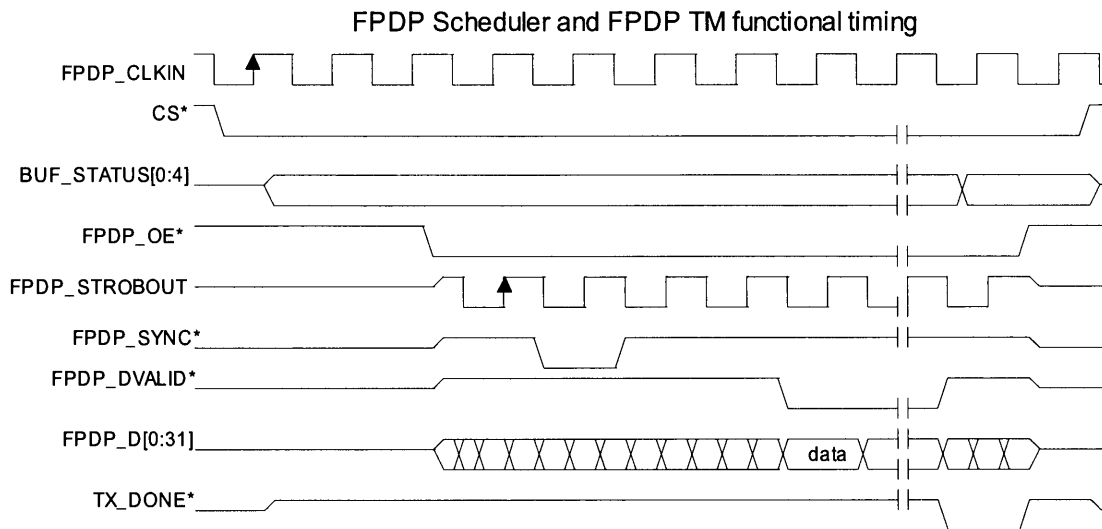 FPDP Scheduler and FPDP TM functional timing
FPDP_CLKIN
CS*
BUF_STATUS[0:4]
FPDP_OE*
FPDP_STROBOUT
FPDP_SYNC*
FPDP_DVALID*
FPDP_D[0:31]
data
TX_DONE*